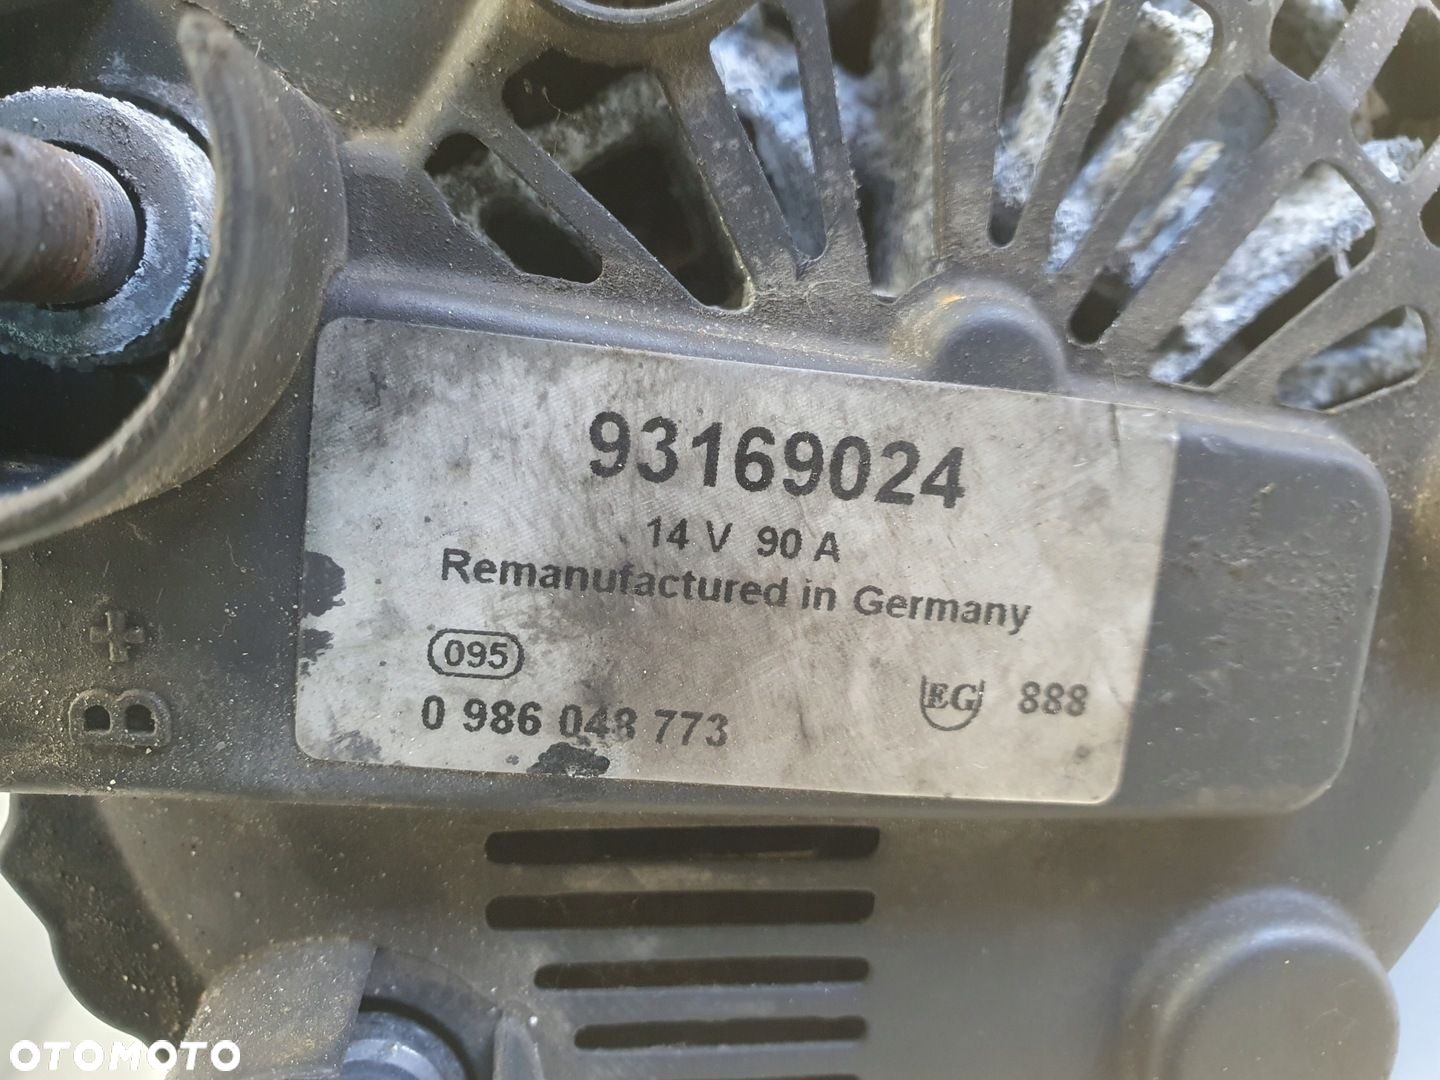 93169024
14 V 90 A
Remanufactured in Germany
095
EG 888
0 986 048 773
B +
OTOMOTO